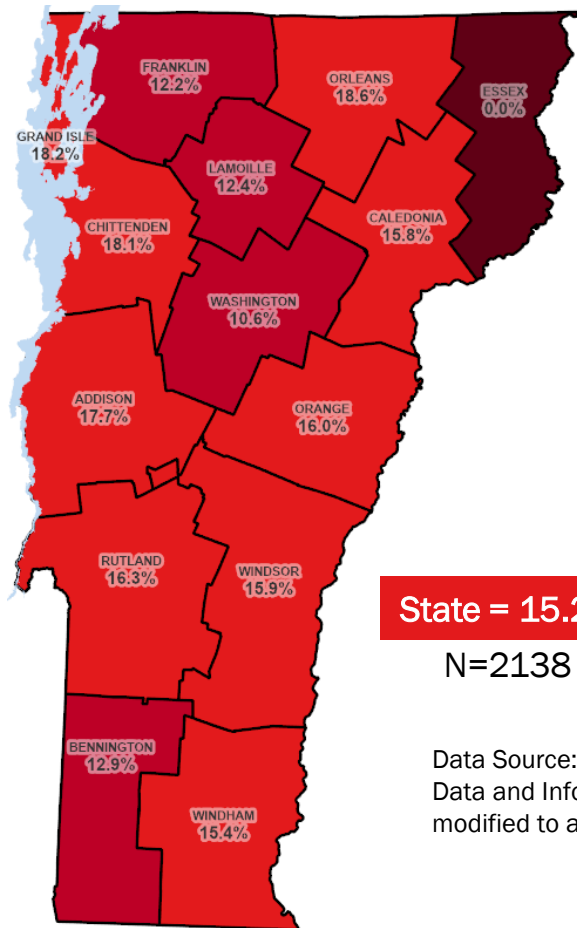 FRANKLIN
12.2%
ORLEANS
18.6%
ESSEX
0.0%
GRAND ISLE
18.2%
LAMOILLE
12.4%
CHITTENDEN
18.1%
CALEDONIA
15.8%
WASHINGTON
10.6%
ADDISON
17.7%
ORANGE
16.0%
RUTLAND
16.3%
WINDSOR
15.9%
State = 15.2
N=2138
BENNINGTON
12.9%
Data Source:
Data and Info
modified to a
WINDHAM
15.4%